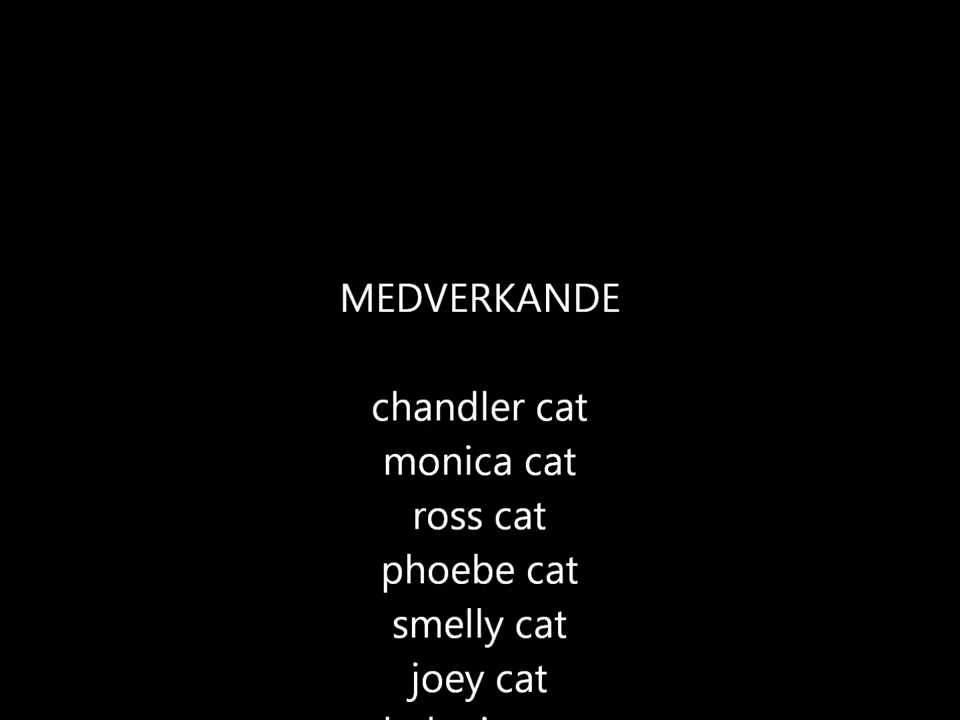 MEDVERKANDE
chandler cat
monica cat
ross cat
phoebe cat
smelly cat
joey cat